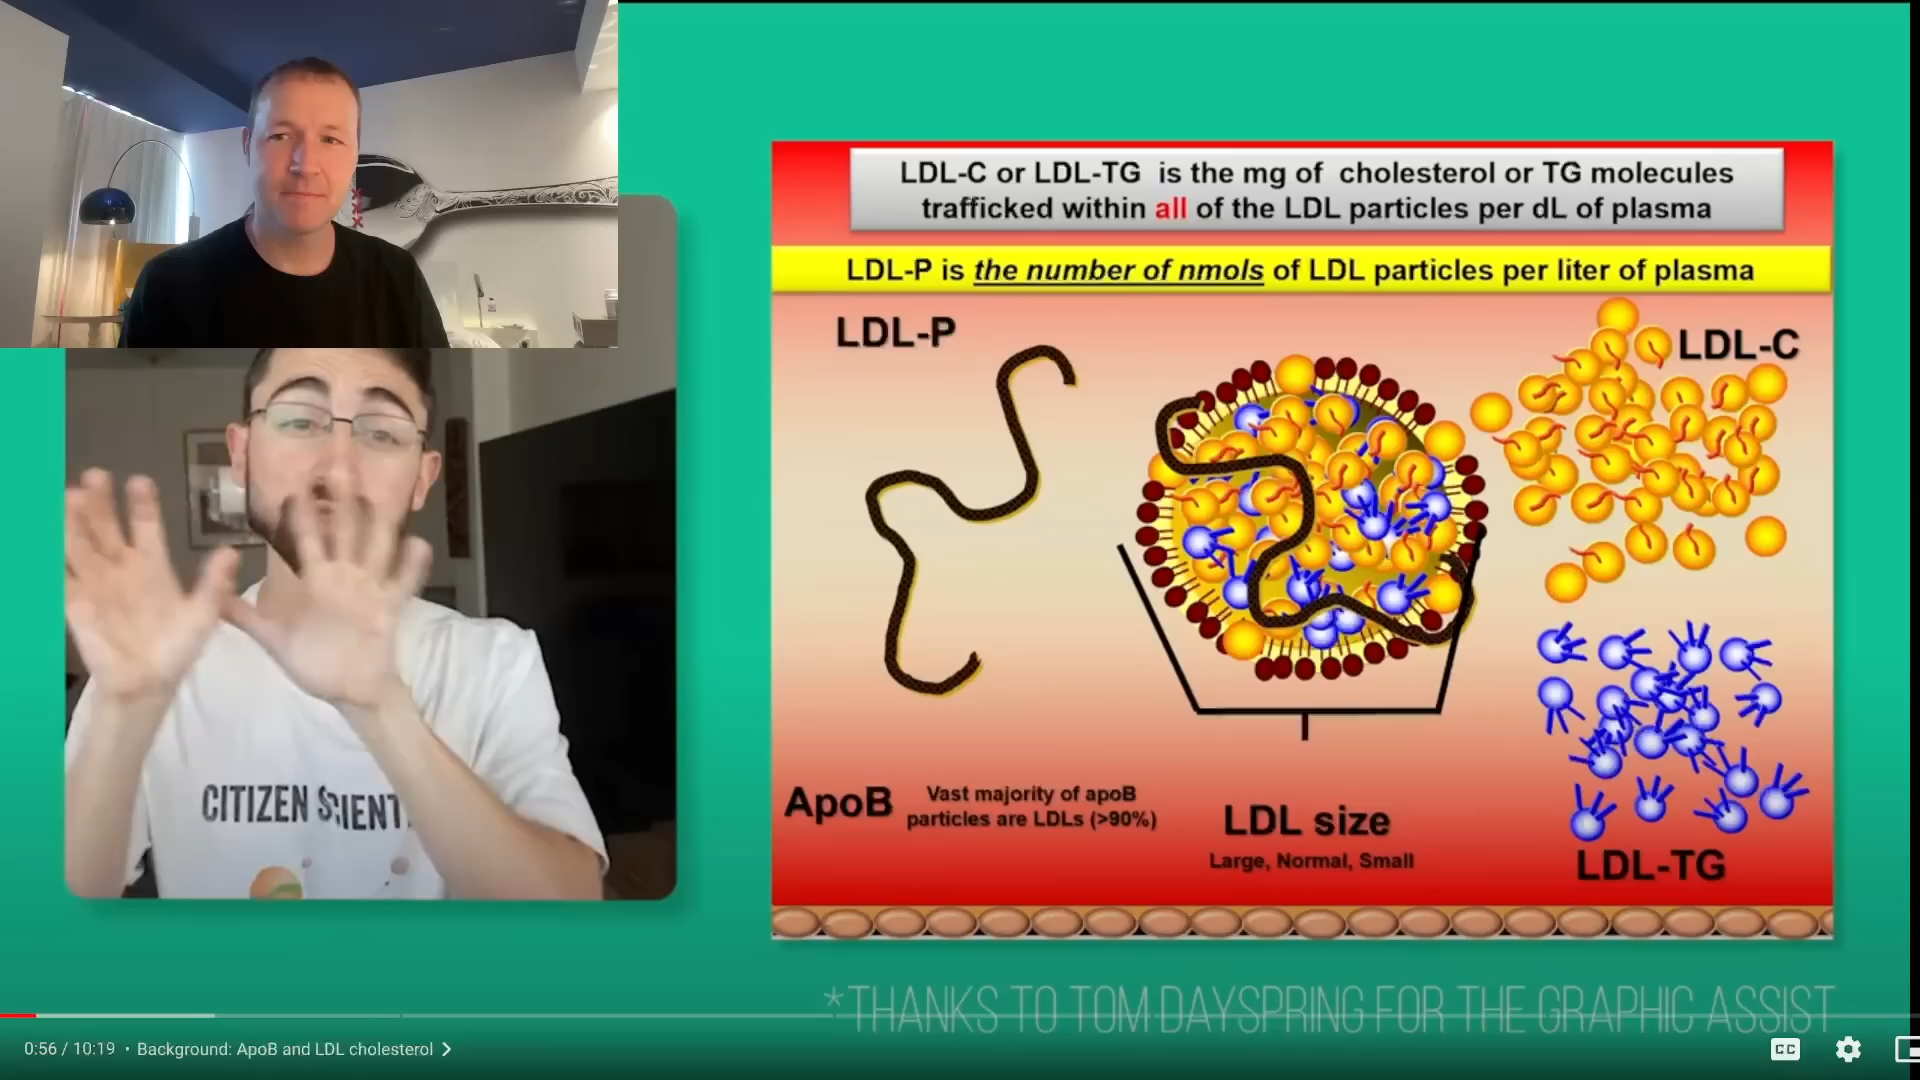 LDL-C or LDL-TG is the mg of cholesterol or TG molecules
trafficked within all of the LDL particles per dL of plasma
LDL-P is the number of nmols of LDL particles per liter of plasma
LDL-P
LDL-C
ApoB
Vast majority of apoB
particles are LDLs (>90%)
LDL size
Large, Normal, Small
LDL-TG
CITIZEN SCIENT
*THANKS TO TOM DAYSPRING FOR THE GRAPHIC ASSIST
0:56 / 10:19 • Background: ApoB and LDL cholesterol
CC